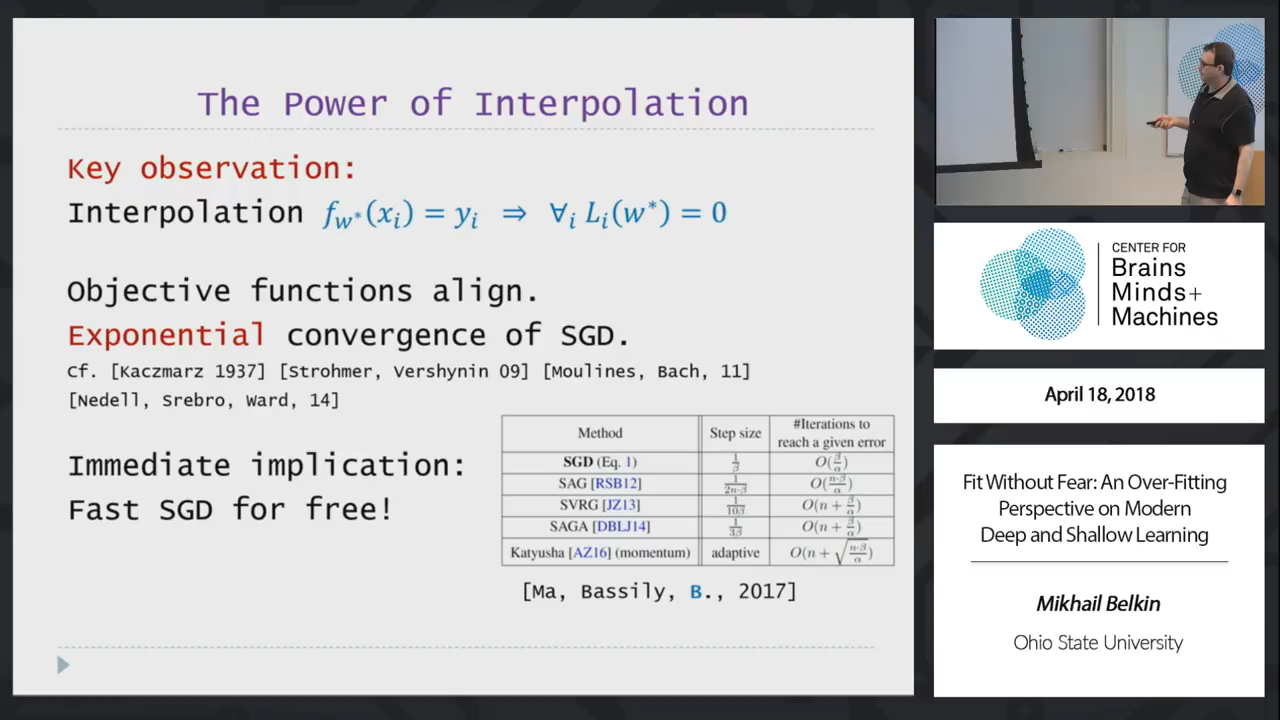 The Power of Interpolation
Key observation:
Interpolation f_{w*}(x_i) = y_i ⇒ ∀_i L_i(w*) = 0
Objective functions align.
Exponential convergence of SGD.
Cf. [Kaczmarz 1937] [Strohmer, Vershynin 09] [Moulines, Bach, 11]
[Nedell, Srebro, Ward, 14]
Immediate implication:
Fast SGD for free!
Method Step size #Iterations to reach a given error
SGD (Eq. 1) 1/β O(β/α)
SAG [RSB12] 1/(2n·β) O(n·β/α)
SVRG [JZ13] 1/(10β) O(n + β/α)
SAGA [DBLJ14] 1/(3β) O(n + β/α)
Katyusha [AZ16] (momentum) adaptive O(n + √(n·β/α))
[Ma, Bassily, B., 2017]
CENTER FOR
Brains
Minds+
Machines
April 18, 2018
Fit Without Fear: An Over-Fitting
Perspective on Modern
Deep and Shallow Learning
Mikhail Belkin
Ohio State University